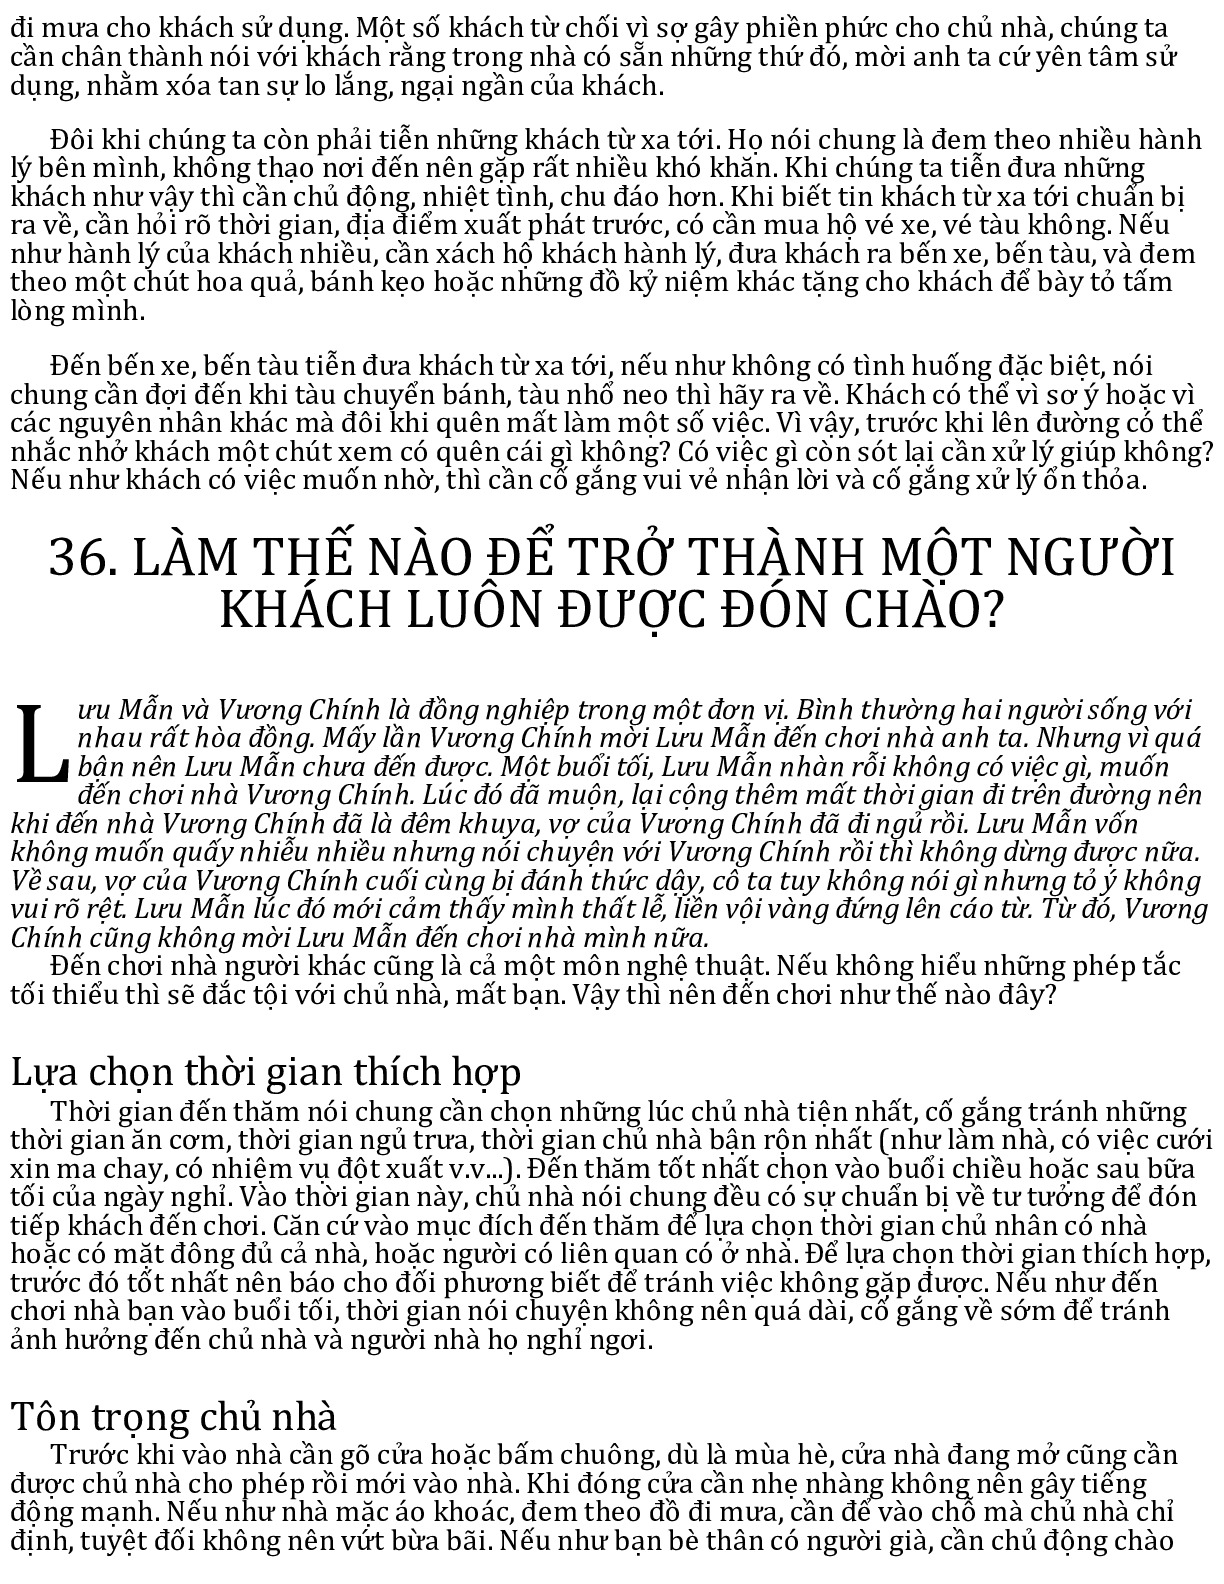 đi mưa cho khách sử dụng. Một số khách từ chối vì sợ gây phiền phức cho chủ nhà, chúng ta
cần chân thành nói với khách rằng trong nhà có sẵn những thứ đó, mời anh ta cứ yên tâm sử
dụng, nhằm xóa tan sự lo lắng, ngại ngần của khách.
Đôi khi chúng ta còn phải tiễn những khách từ xa tới. Họ nói chung là đem theo nhiều hành
lý bên mình, không thạo nơi đến nên gặp rất nhiều khó khăn. Khi chúng ta tiễn đưa những
khách như vậy thì cần chủ động, nhiệt tình, chu đáo hơn. Khi biết tin khách từ xa tới chuẩn bị
ra về, cần hỏi rõ thời gian, địa điểm xuất phát trước, có cần mua hộ vé xe, vé tàu không. Nếu
như hành lý của khách nhiều, cần xách hộ khách hành lý, đưa khách ra bến xe, bến tàu, và đem
theo một chút hoa quả, bánh kẹo hoặc những đồ kỷ niệm khác tặng cho khách để bày tỏ tấm
lòng mình.
Đến bến xe, bến tàu tiễn đưa khách từ xa tới, nếu như không có tình huống đặc biệt, nói
chung cần đợi đến khi tàu chuyển bánh, tàu nhổ neo thì hãy ra về. Khách có thể vì sơ ý hoặc vì
các nguyên nhân khác mà đôi khi quên mất làm một số việc. Vì vậy, trước khi lên đường có thể
nhắc nhở khách một chút xem có quên cái gì không? Có việc gì còn sót lại cần xử lý giúp không?
Nếu như khách có việc muốn nhờ, thì cần cố gắng vui vẻ nhận lời và cố gắng xử lý ổn thỏa.
36. LÀM THẾ NÀO ĐỂ TRỞ THÀNH MỘT NGƯỜI
KHÁCH LUÔN ĐƯỢC ĐÓN CHÀO?
Lưu Mẫn và Vương Chính là đồng nghiệp trong một đơn vị. Bình thường hai người sống với
nhau rất hòa đồng. Mấy lần Vương Chính mời Lưu Mẫn đến chơi nhà anh ta. Nhưng vì quá
bận nên Lưu Mẫn chưa đến được. Một buổi tối, Lưu Mẫn nhàn rỗi không có việc gì, muốn
đến chơi nhà Vương Chính. Lúc đó đã muộn, lại cộng thêm mất thời gian đi trên đường nên
khi đến nhà Vương Chính đã là đêm khuya, vợ của Vương Chính đã đi ngủ rồi. Lưu Mẫn vốn
không muốn quấy nhiễu nhiều nhưng nói chuyện với Vương Chính rồi thì không dừng được nữa.
Về sau, vợ của Vương Chính cuối cùng bị đánh thức dậy, cô ta tuy không nói gì nhưng tỏ ý không
vui rõ rệt. Lưu Mẫn lúc đó mới cảm thấy mình thất lễ, liền vội vàng đứng lên cáo từ. Từ đó, Vương
Chính cũng không mời Lưu Mẫn đến chơi nhà mình nữa.
Đến chơi nhà người khác cũng là cả một môn nghệ thuật. Nếu không hiểu những phép tắc
tối thiểu thì sẽ đắc tội với chủ nhà, mất bạn. Vậy thì nên đến chơi như thế nào đây?
Lựa chọn thời gian thích hợp
Thời gian đến thăm nói chung cần chọn những lúc chủ nhà tiện nhất, cố gắng tránh những
thời gian ăn cơm, thời gian ngủ trưa, thời gian chủ nhà bận rộn nhất (như làm nhà, có việc cưới
xin ma chay, có nhiệm vụ đột xuất v.v...). Đến thăm tốt nhất chọn vào buổi chiều hoặc sau bữa
tối của ngày nghỉ. Vào thời gian này, chủ nhà nói chung đều có sự chuẩn bị về tư tưởng để đón
tiếp khách đến chơi. Căn cứ vào mục đích đến thăm để lựa chọn thời gian chủ nhân có nhà
hoặc có mặt đông đủ cả nhà, hoặc người có liên quan có ở nhà. Để lựa chọn thời gian thích hợp,
trước đó tốt nhất nên báo cho đối phương biết để tránh việc không gặp được. Nếu như đến
chơi nhà bạn vào buổi tối, thời gian nói chuyện không nên quá dài, cố gắng về sớm để tránh
ảnh hưởng đến chủ nhà và người nhà họ nghỉ ngơi.
Tôn trọng chủ nhà
Trước khi vào nhà cần gõ cửa hoặc bấm chuông, dù là mùa hè, cửa nhà đang mở cũng cần
được chủ nhà cho phép rồi mới vào nhà. Khi đóng cửa cần nhẹ nhàng không nên gây tiếng
động mạnh. Nếu như nhà mặc áo khoác, đem theo đồ đi mưa, cần để vào chỗ mà chủ nhà chỉ
định, tuyệt đối không nên vứt bừa bãi. Nếu như bạn bè thân có người già, cần chủ động chào